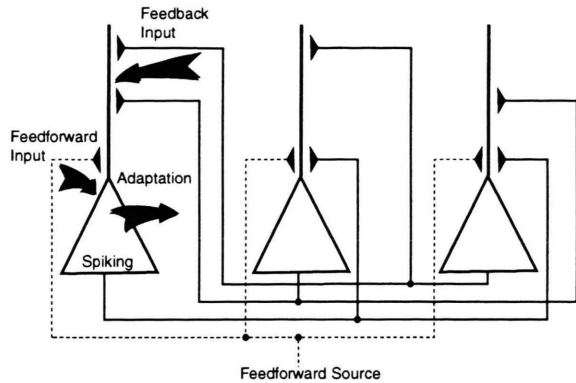 Feedback
Input
Feedforward
Input
Adaptation
Spiking
Feedforward Source